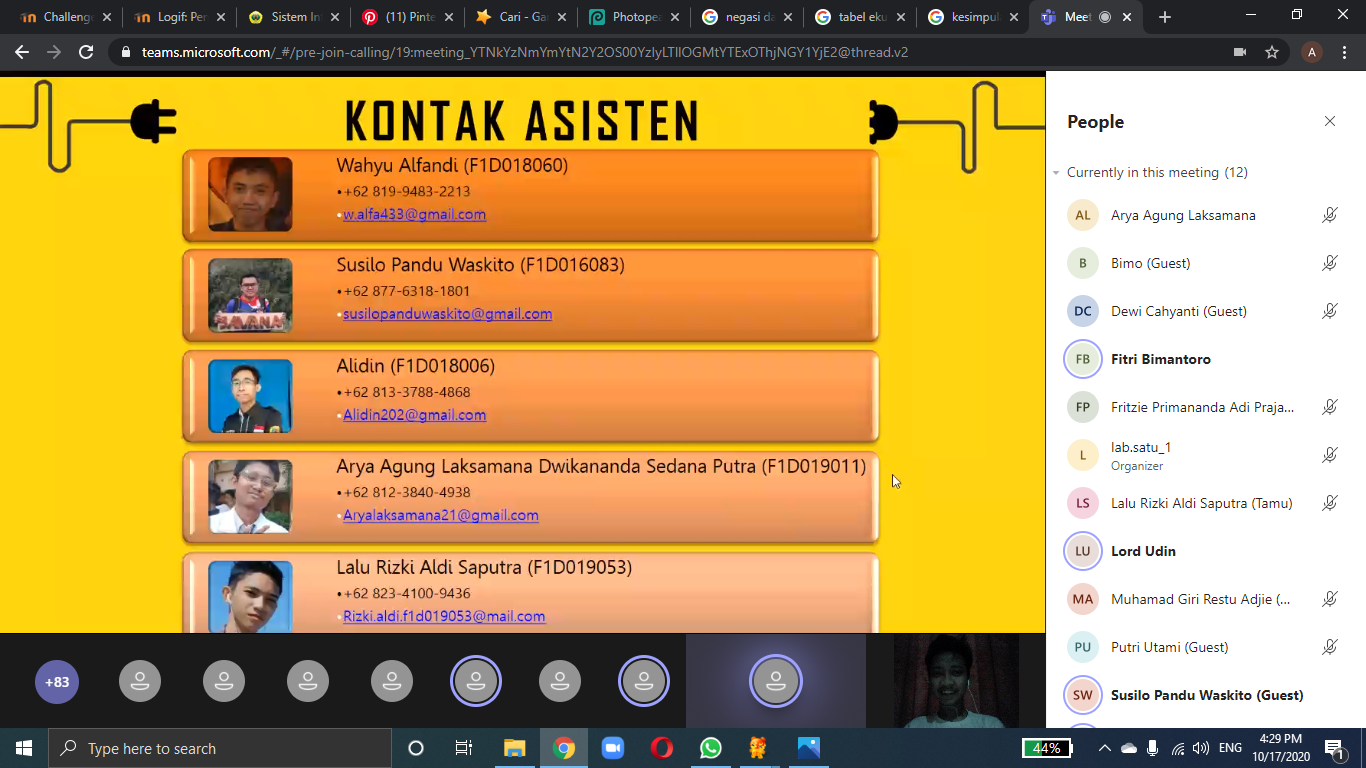 Challenge
Logif: Per
Sistem In
(11) Pinte
Cari - Ga
Photopea
negasi da
tabel eku
kesimpul
Meet
teams.microsoft.com/_#/pre-join-calling/19:meeting_YTNkYzNmYmYtN2Y2OS00YzIyLTllOGMtYTExOThjNGY1YjE2@thread.v2
A
KONTAK ASISTEN
Wahyu Alfandi (F1D018060)
•+62 819-9483-2213
•w.alfa433@gmail.com
Susilo Pandu Waskito (F1D016083)
•+62 877-6318-1801
•susilopanduwaskito@gmail.com
Alidin (F1D018006)
•+62 813-3788-4868
•Alidin202@gmail.com
Arya Agung Laksamana Dwikananda Sedana Putra (F1D019011)
•+62 812-3840-4938
•Aryalaksamana21@gmail.com
Lalu Rizki Aldi Saputra (F1D019053)
•+62 823-4100-9436
•Rizki.aldi.f1d019053@mail.com
People
Currently in this meeting (12)
AL Arya Agung Laksamana
B Bimo (Guest)
DC Dewi Cahyanti (Guest)
FB Fitri Bimantoro
FP Fritzie Primananda Adi Praja...
L lab.satu_1
Organizer
LS Lalu Rizki Aldi Saputra (Tamu)
LU Lord Udin
MA Muhamad Giri Restu Adjie (...
PU Putri Utami (Guest)
SW Susilo Pandu Waskito (Guest)
+83
Type here to search
44%
ENG
4:29 PM
10/17/2020
1